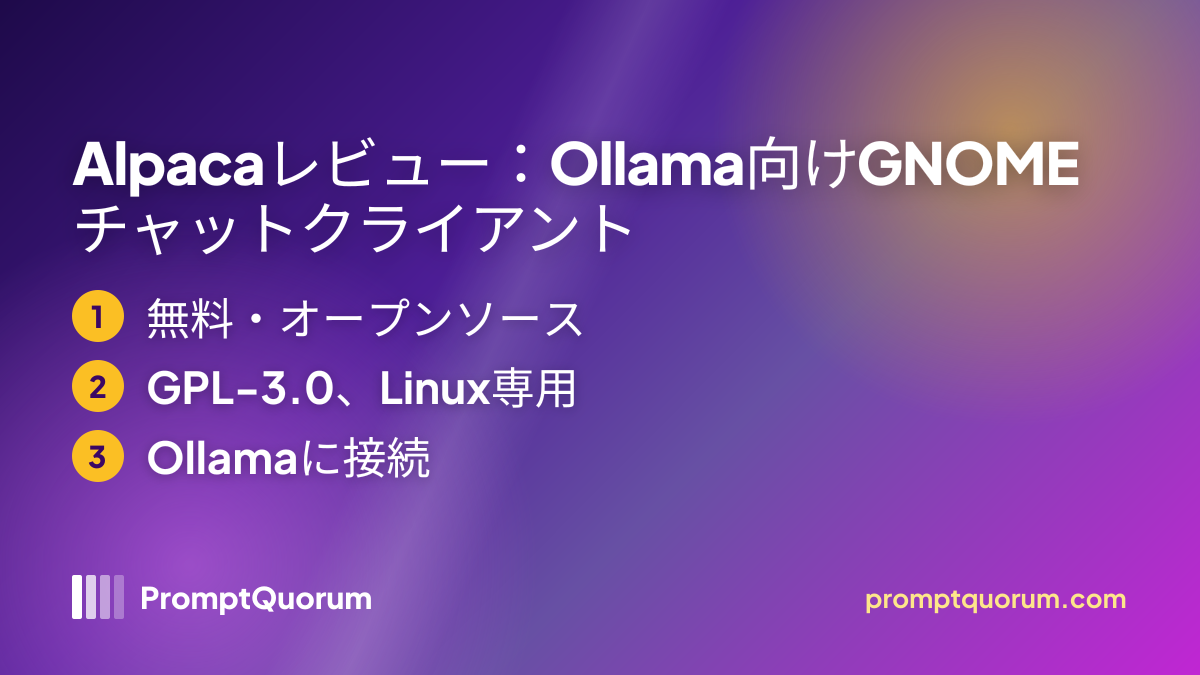 Alpacaレビュー：Ollama向けGNOME
チャットクライアント
1 無料・オープンソース
2 GPL-3.0、Linux専用
3 Ollamaに接続
PromptQuorum
promptquorum.com